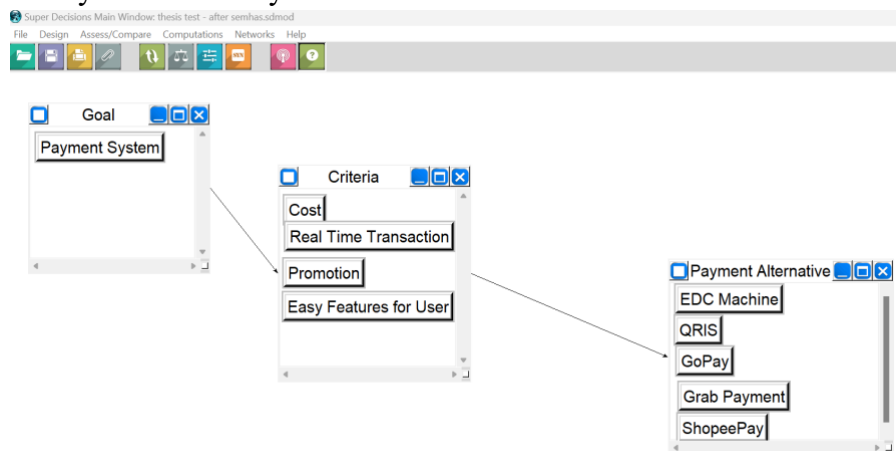 Super Decisions Main Window: thesis test - after semhas.sdmod
File Design Assess/Compare Computations Networks Help
Goal
Payment System
Criteria
Cost
Real Time Transaction
Promotion
Easy Features for User
Payment Alternative
EDC Machine
QRIS
GoPay
Grab Payment
ShopeePay